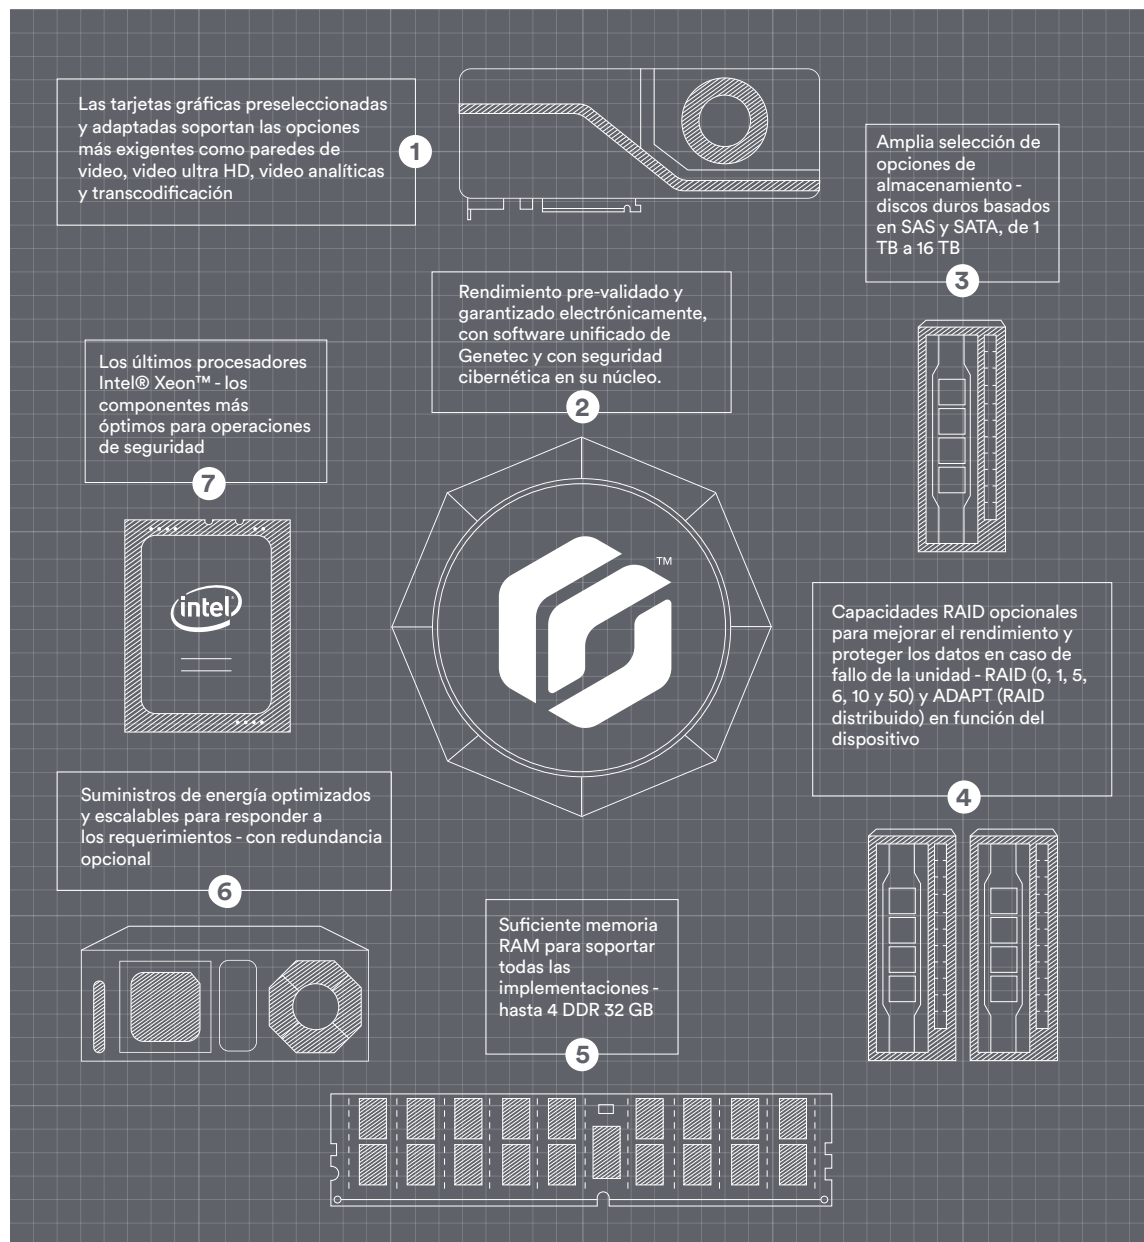 Las tarjetas gráficas preseleccionadas
y adaptadas soportan las opciones
más exigentes como paredes de
video, video ultra HD, video analíticas
y transcodificación
1
Rendimiento pre-validado y
garantizado electrónicamente,
con software unificado de
Genetec y con seguridad
cibernética en su núcleo.
2
TM
Amplia selección de
opciones de
almacenamiento -
discos duros basados
en SAS y SATA, de 1
TB a 16 TB
3
Capacidades RAID opcionales
para mejorar el rendimiento y
proteger los datos en caso de
fallo de la unidad - RAID (0, 1, 5,
6, 10 y 50) y ADAPT (RAID
distribuido) en función del
dispositivo
4
Suficiente memoria
RAM para soportar
todas las
implementaciones -
hasta 4 DDR 32 GB
5
Suministros de energía optimizados
y escalables para responder a
los requerimientos - con redundancia
opcional
6
Los últimos procesadores
Intel® Xeon™ - los
componentes más
óptimos para operaciones
de seguridad
7
intel